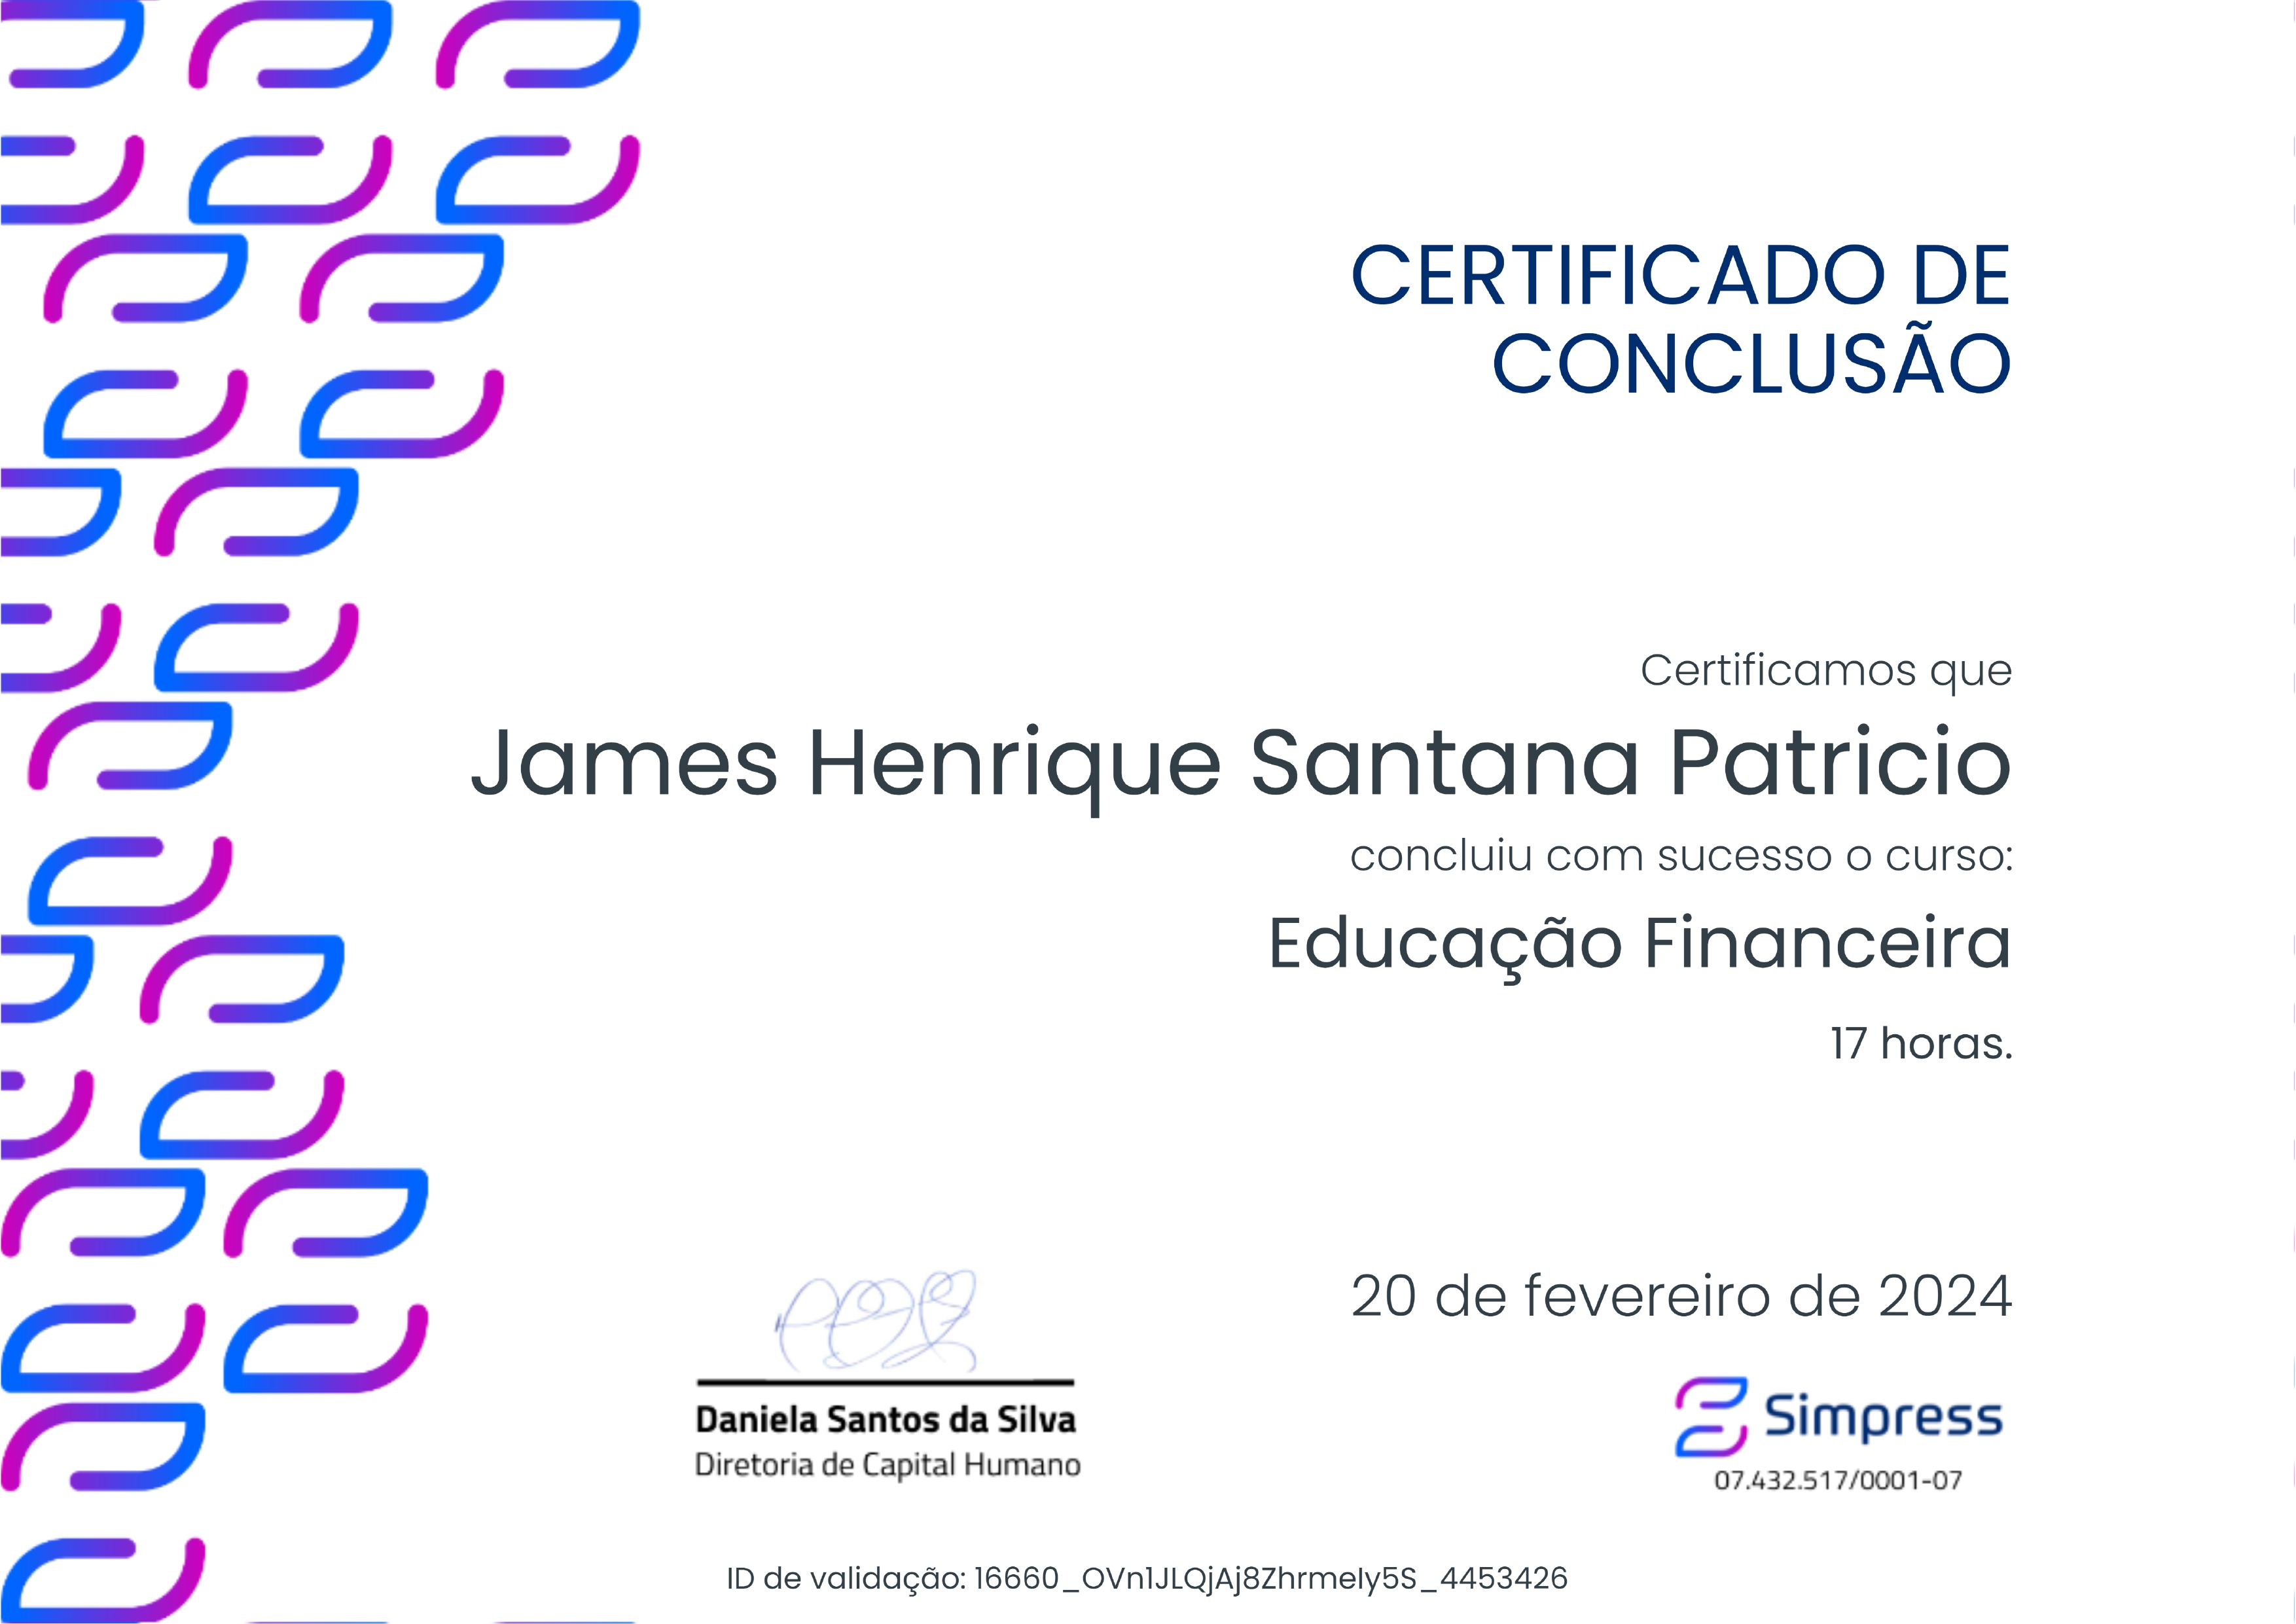 CERTIFICADO DE
CONCLUSÃO
Certificamos que
James Henrique Santana Patricio
concluiu com sucesso o curso:
Educação Financeira
17 horas.
20 de fevereiro de 2024
Daniela Santos da Silva
Diretoria de Capital Humano
Simpress
07.432.517/0001-07
ID de validação: 16660_OVn1JLQjAj8ZhrmeIy5S_4453426